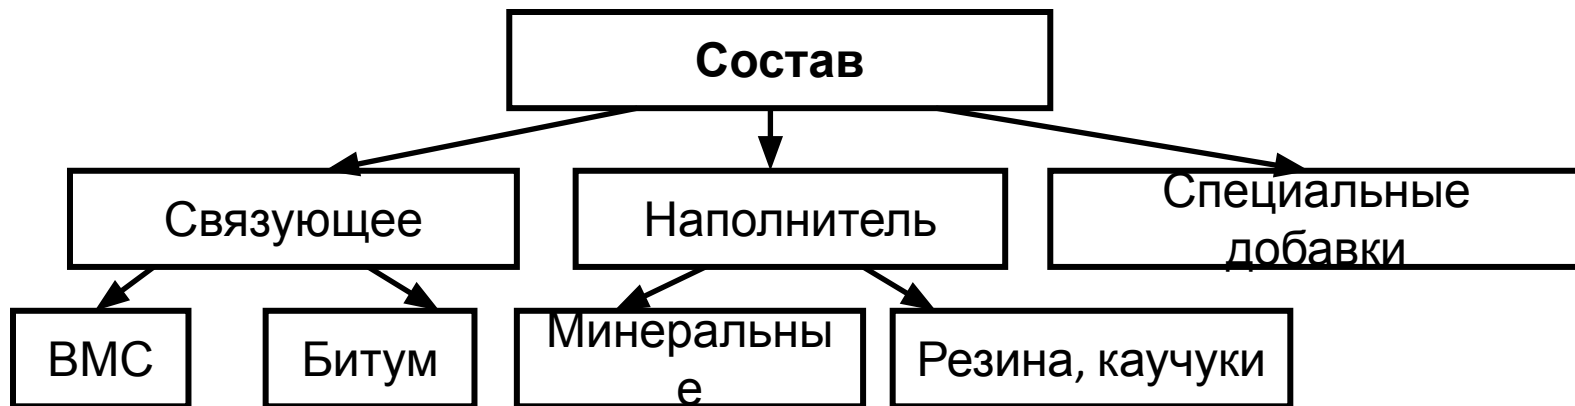 Состав
Связующее
Наполнитель
Специальные
добавки
ВМС
Битум
Минеральны
е
Резина, каучуки